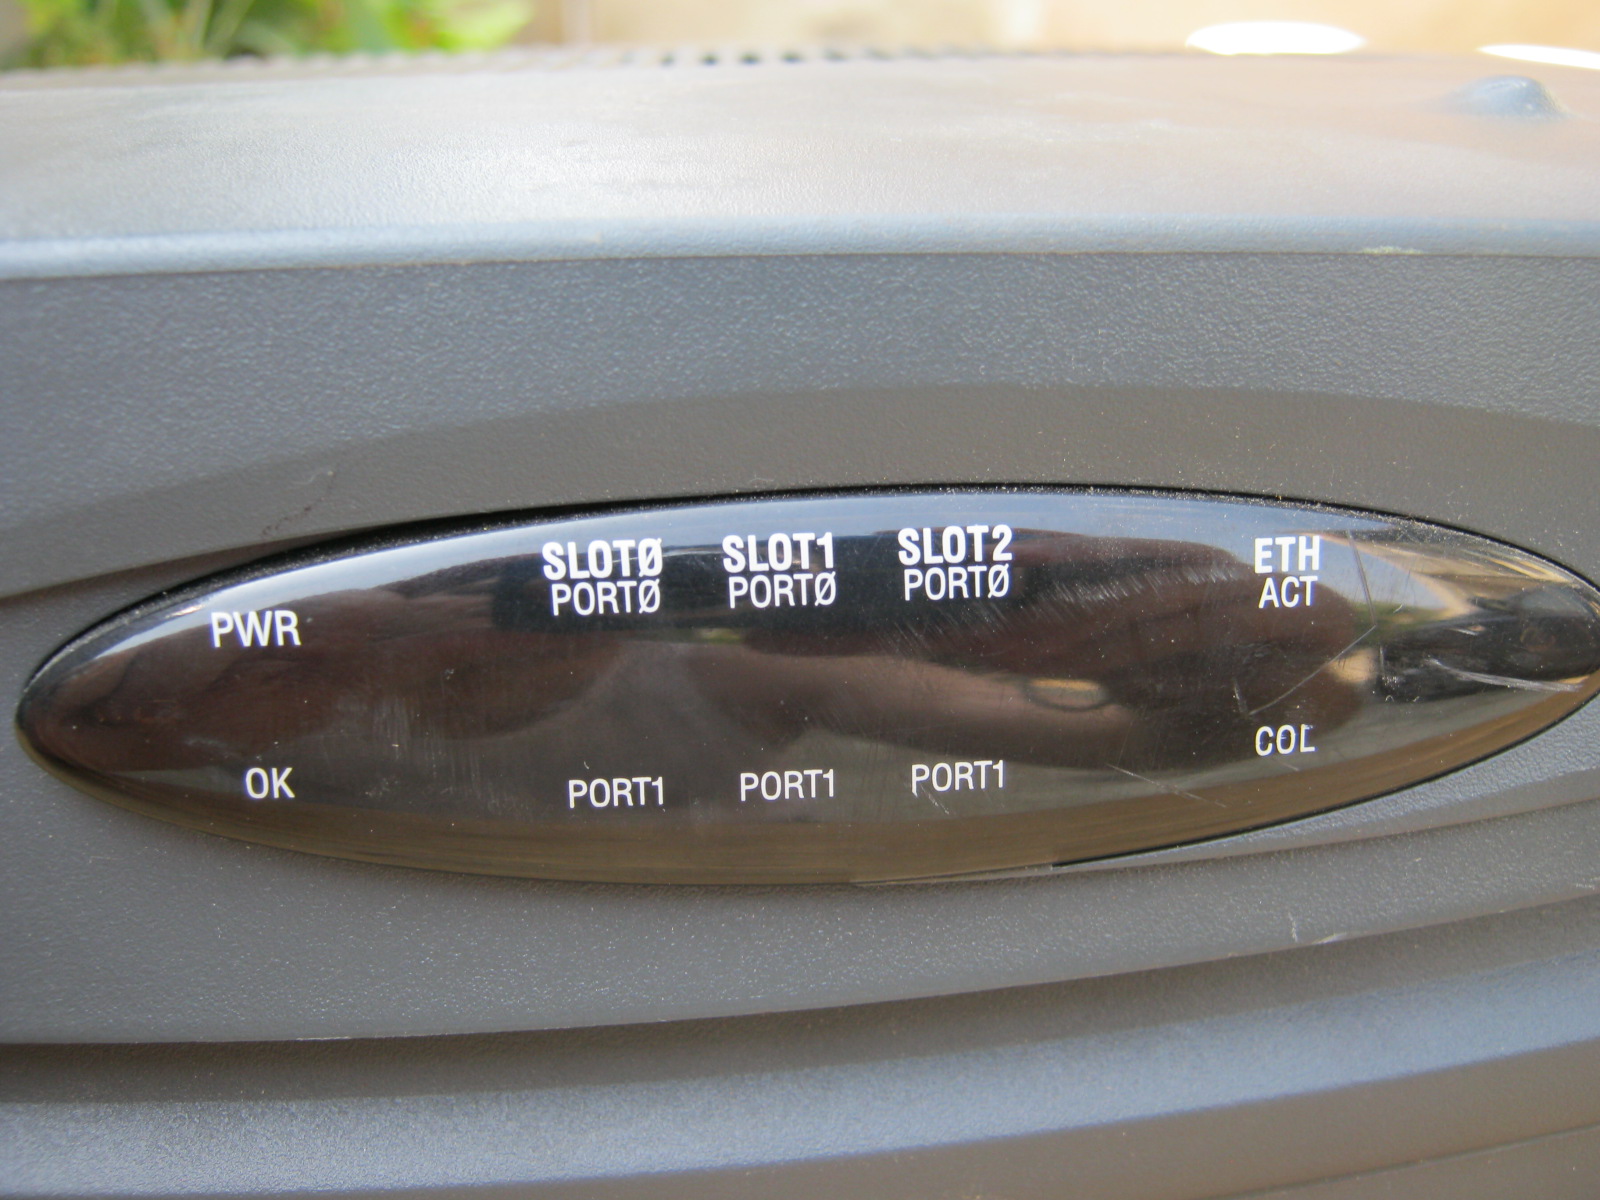 SLOTØ SLOT1 SLOT2 ETH
PWR PORTØ PORTØ PORTØ ACT
OK PORT1 PORT1 PORT1 COL